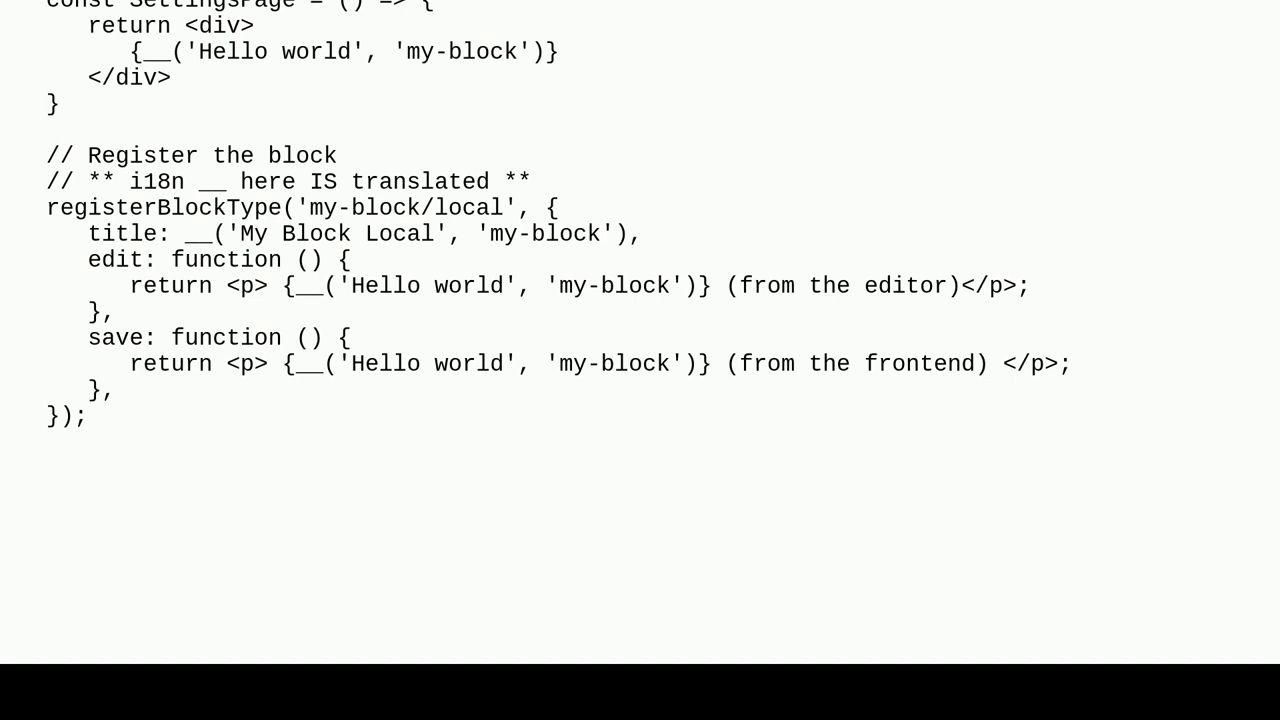 const SettingsPage = () => {
   return <div>
      {__('Hello world', 'my-block')}
   </div>
}

// Register the block
// ** i18n __ here IS translated **
registerBlockType('my-block/local', {
   title: __('My Block Local', 'my-block'),
   edit: function () {
      return <p> {__('Hello world', 'my-block')} (from the editor)</p>;
   },
   save: function () {
      return <p> {__('Hello world', 'my-block')} (from the frontend) </p>;
   },
});